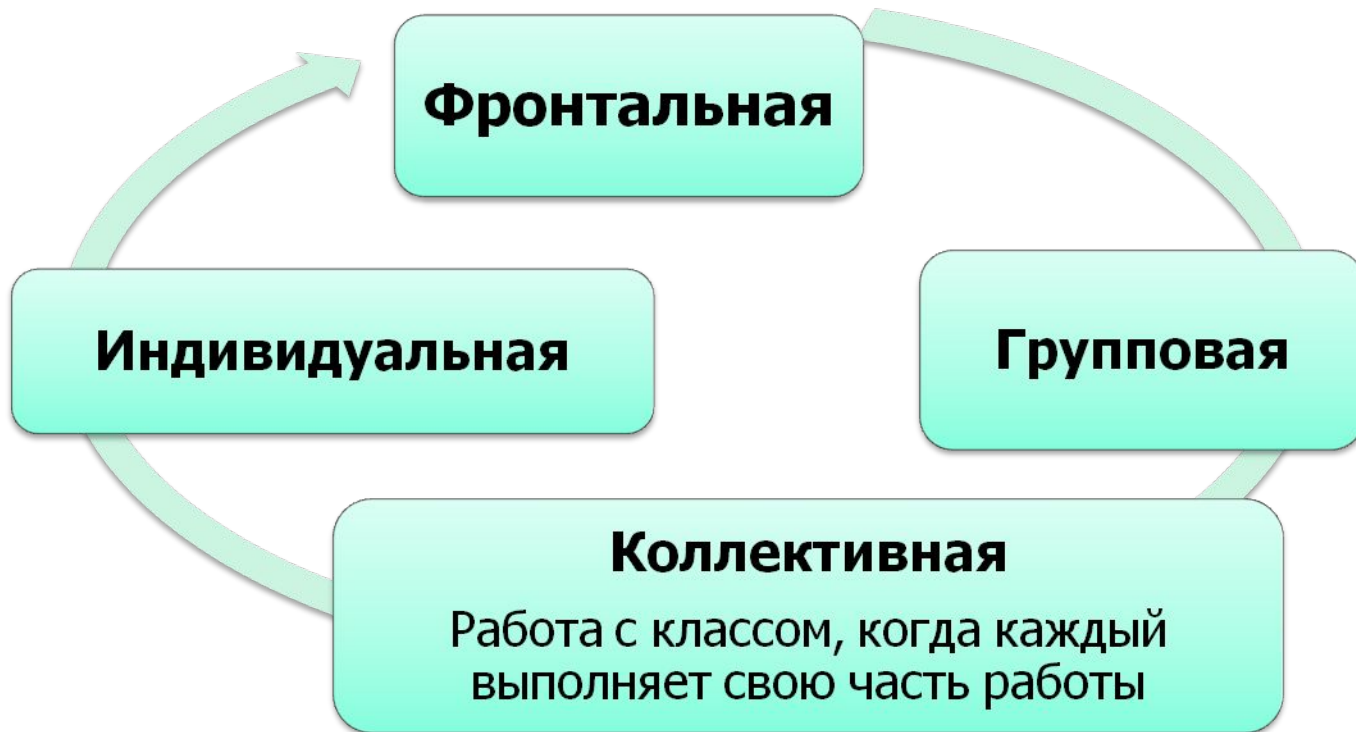 Фронтальная
Индивидуальная
Групповая
Коллективная
Работа с классом, когда каждый
выполняет свою часть работы